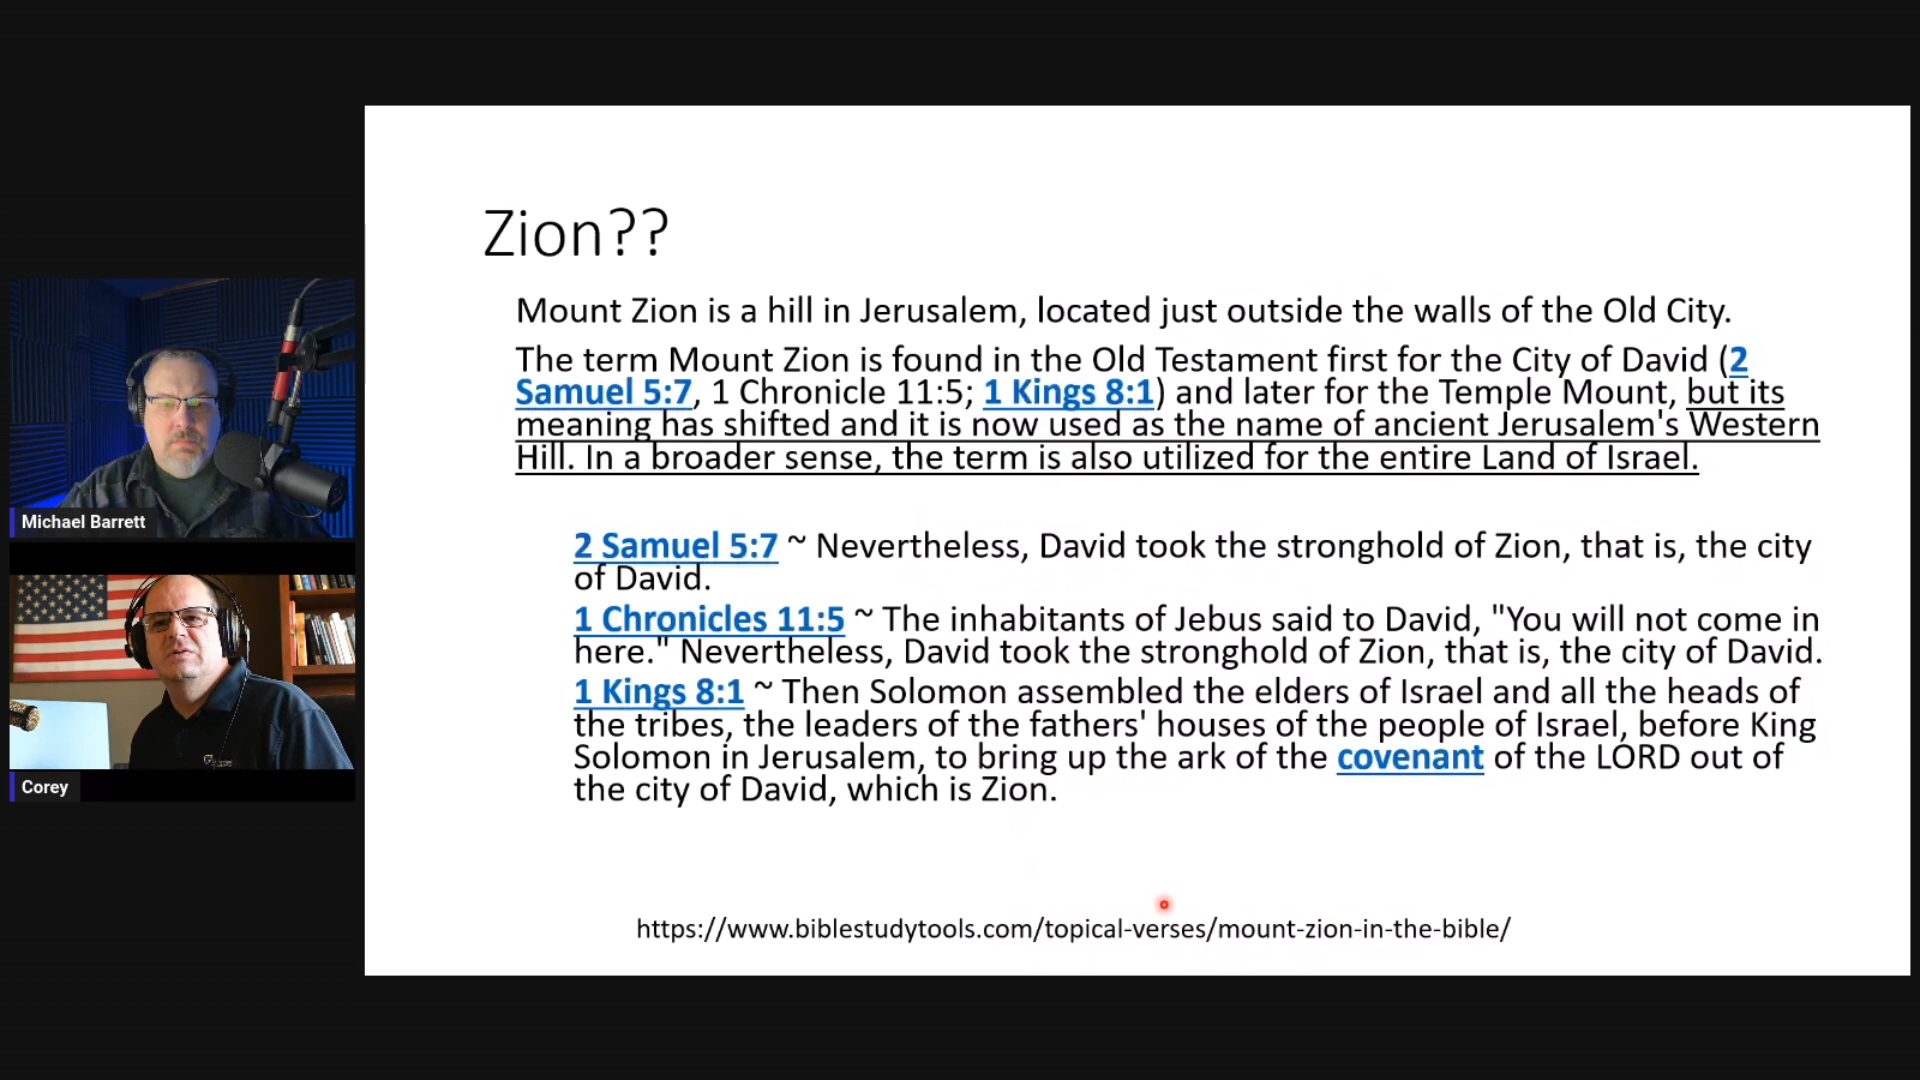 Zion??
Mount Zion is a hill in Jerusalem, located just outside the walls of the Old City.
The term Mount Zion is found in the Old Testament first for the City of David (2
Samuel 5:7, 1 Chronicle 11:5; 1 Kings 8:1) and later for the Temple Mount, but its
meaning has shifted and it is now used as the name of ancient Jerusalem's Western
Hill. In a broader sense, the term is also utilized for the entire Land of Israel.
2 Samuel 5:7 ~ Nevertheless, David took the stronghold of Zion, that is, the city
of David.
1 Chronicles 11:5 ~ The inhabitants of Jebus said to David, "You will not come in
here." Nevertheless, David took the stronghold of Zion, that is, the city of David.
1 Kings 8:1 ~ Then Solomon assembled the elders of Israel and all the heads of
the tribes, the leaders of the fathers' houses of the people of Israel, before King
Solomon in Jerusalem, to bring up the ark of the covenant of the LORD out of
the city of David, which is Zion.
https://www.biblestudytools.com/topical-verses/mount-zion-in-the-bible/
Michael Barrett
Corey